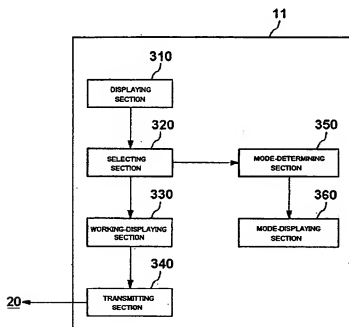 11
310
DISPLAYING
SECTION
320
SELECTING
SECTION
350
MODE-DETERMINING
SECTION
330
WORKING-DISPLAYING
SECTION
360
MODE-DISPLAYING
SECTION
340
TRANSMITTING
SECTION
20